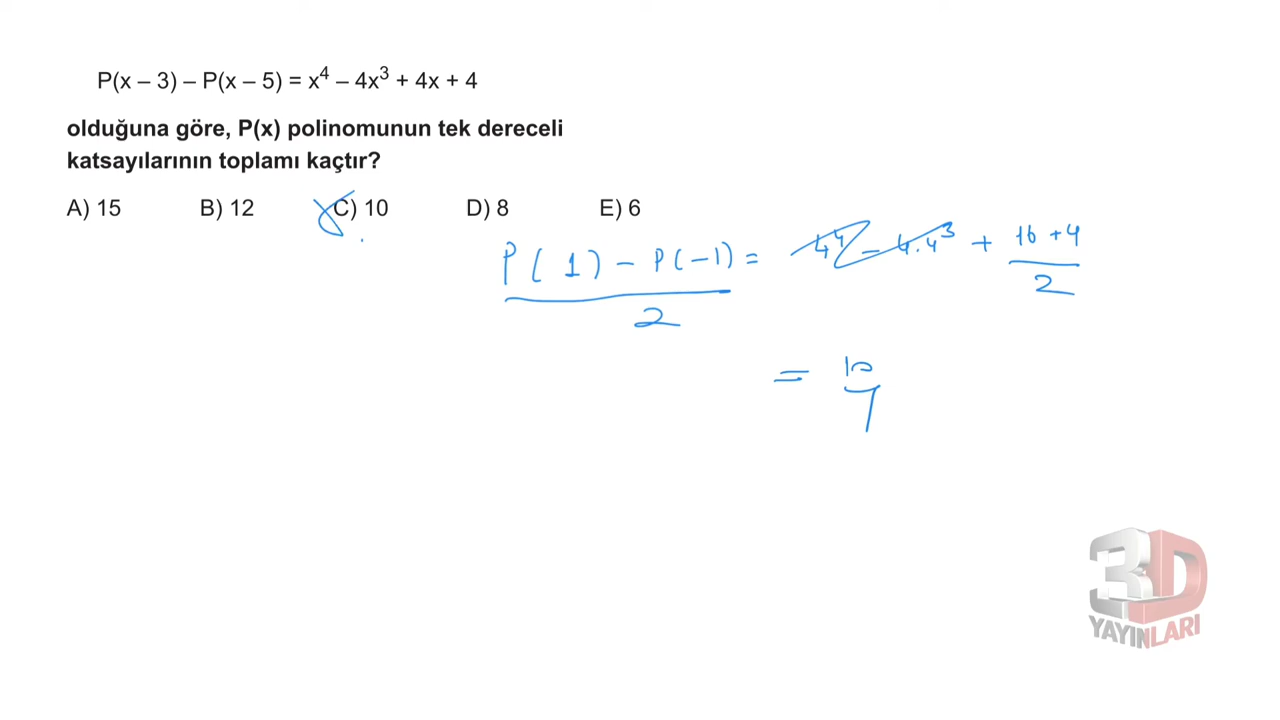 P(x – 3) – P(x – 5) = x⁴ – 4x³ + 4x + 4
olduğuna göre, P(x) polinomunun tek dereceli
katsayılarının toplamı kaçtır?
A) 15 B) 12 C) 10 D) 8 E) 6
P(1) – P(–1) = 4⁴ – 4.4³ + 16 + 4
2 2
= 10
3D
YAYINLARI